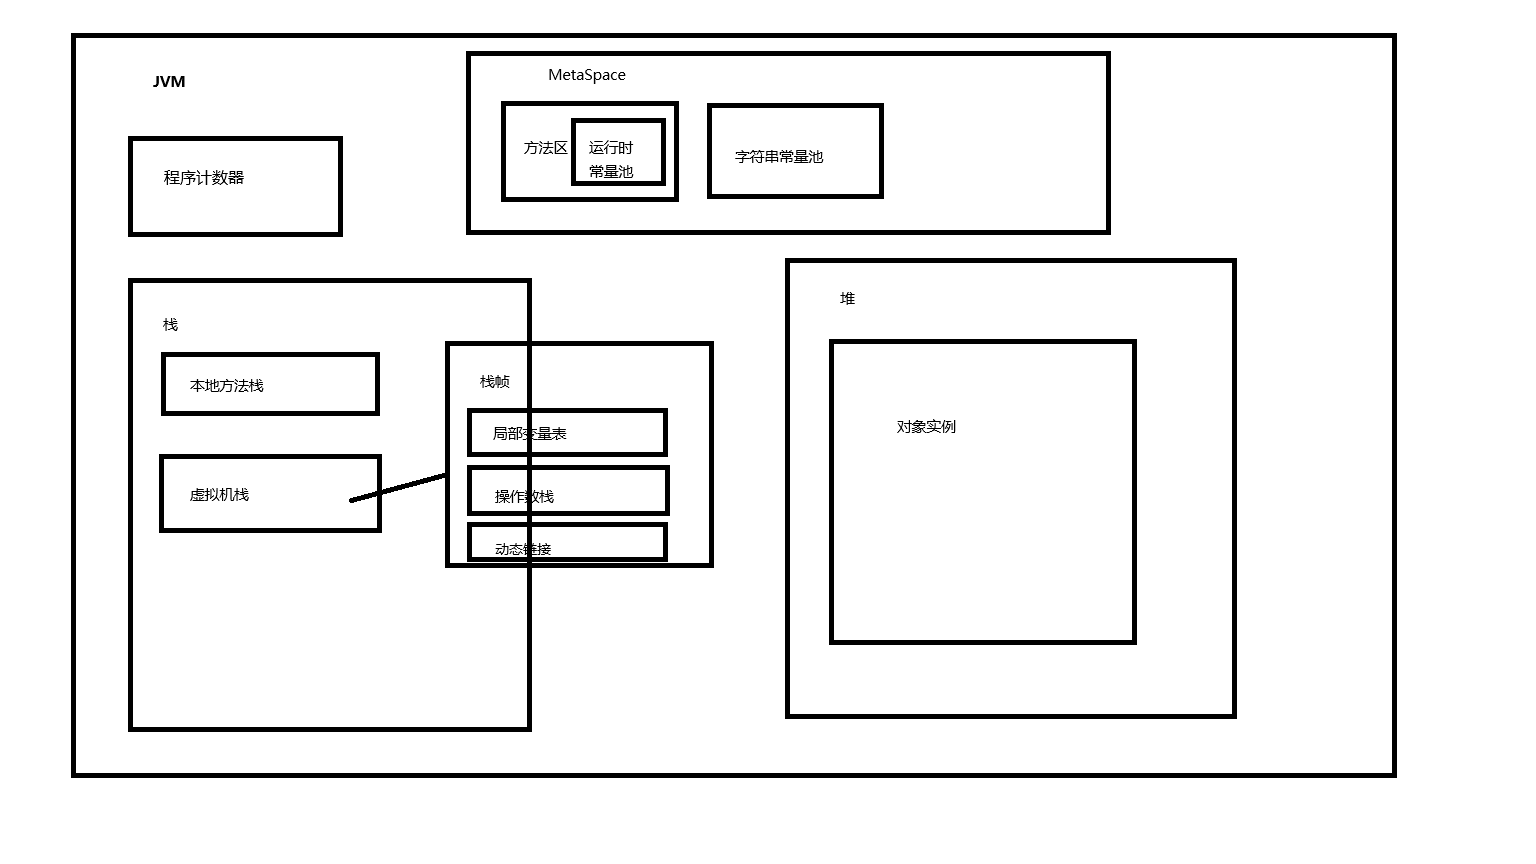 JVM
MetaSpace
方法区
运行时
常量池
字符串常量池
程序计数器
栈
本地方法栈
虚拟机栈
栈帧
局部变量表
操作数栈
动态链接
堆
对象实例